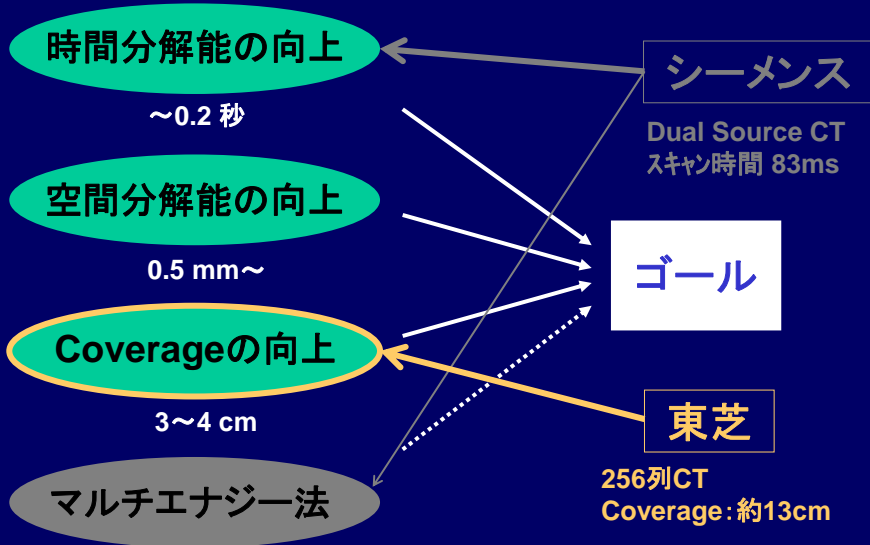 時間分解能の向上
～0.2 秒
空間分解能の向上
0.5 mm～
Coverageの向上
3～4 cm
マルチエナジー法
シーメンス
Dual Source CT
スキャン時間 83ms
ゴール
東芝
256列CT
Coverage：約13cm